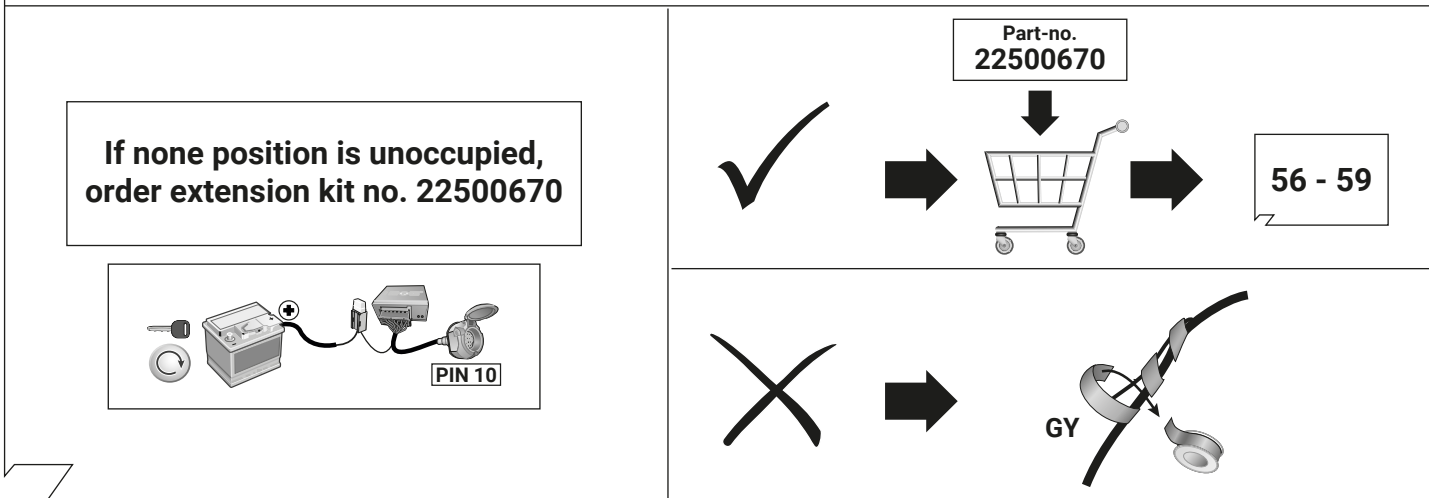 If none position is unoccupied,
order extension kit no. 22500670
PIN 10
Part-no.
22500670
56 - 59
GY